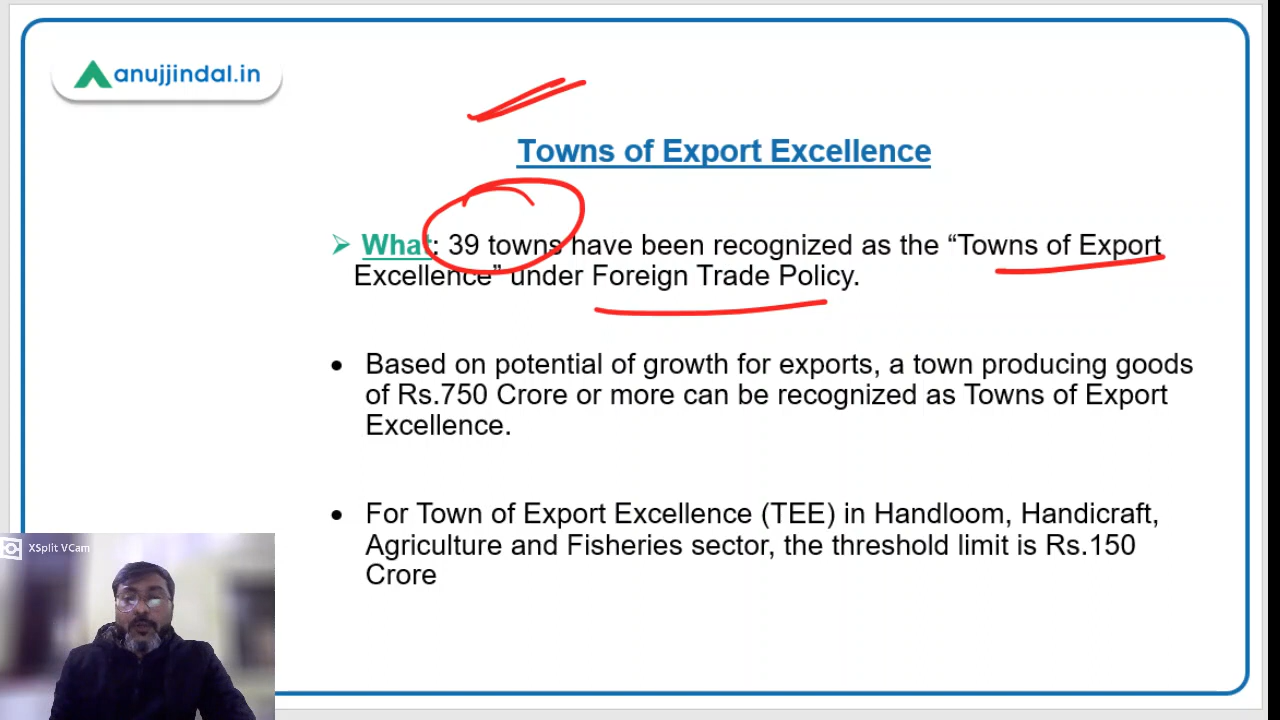 anujjindal.in
Towns of Export Excellence
➢ What: 39 towns have been recognized as the “Towns of Export
Excellence” under Foreign Trade Policy.
• Based on potential of growth for exports, a town producing goods
of Rs.750 Crore or more can be recognized as Towns of Export
Excellence.
• For Town of Export Excellence (TEE) in Handloom, Handicraft,
Agriculture and Fisheries sector, the threshold limit is Rs.150
Crore
XSplit VCam